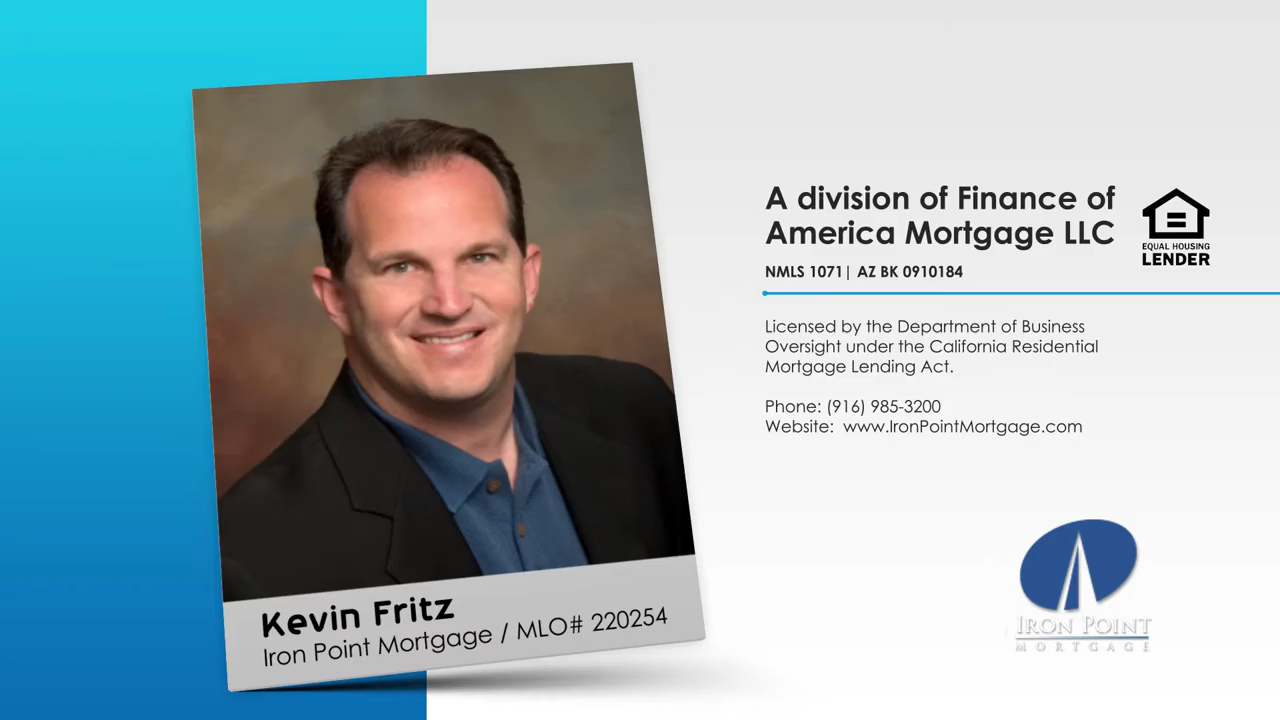 Kevin Fritz
Iron Point Mortgage / MLO# 220254
A division of Finance of
America Mortgage LLC
EQUAL HOUSING
LENDER
NMLS 1071| AZ BK 0910184
Licensed by the Department of Business
Oversight under the California Residential
Mortgage Lending Act.
Phone: (916) 985-3200
Website: www.IronPointMortgage.com
IRON POINT
MORTGAGE